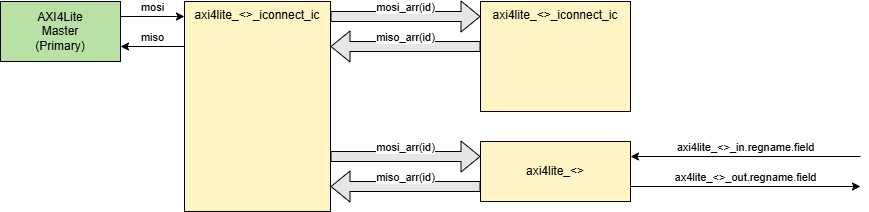 AXI4Lite
Master
(Primary)
mosi
miso
axi4lite_<>_iconnect_ic
mosi_arr(id)
miso_arr(id)
axi4lite_<>_iconnect_ic
mosi_arr(id)
miso_arr(id)
axi4lite_<>
axi4lite_<>_in.regname.field
ax4lite_<>_out.regname.field